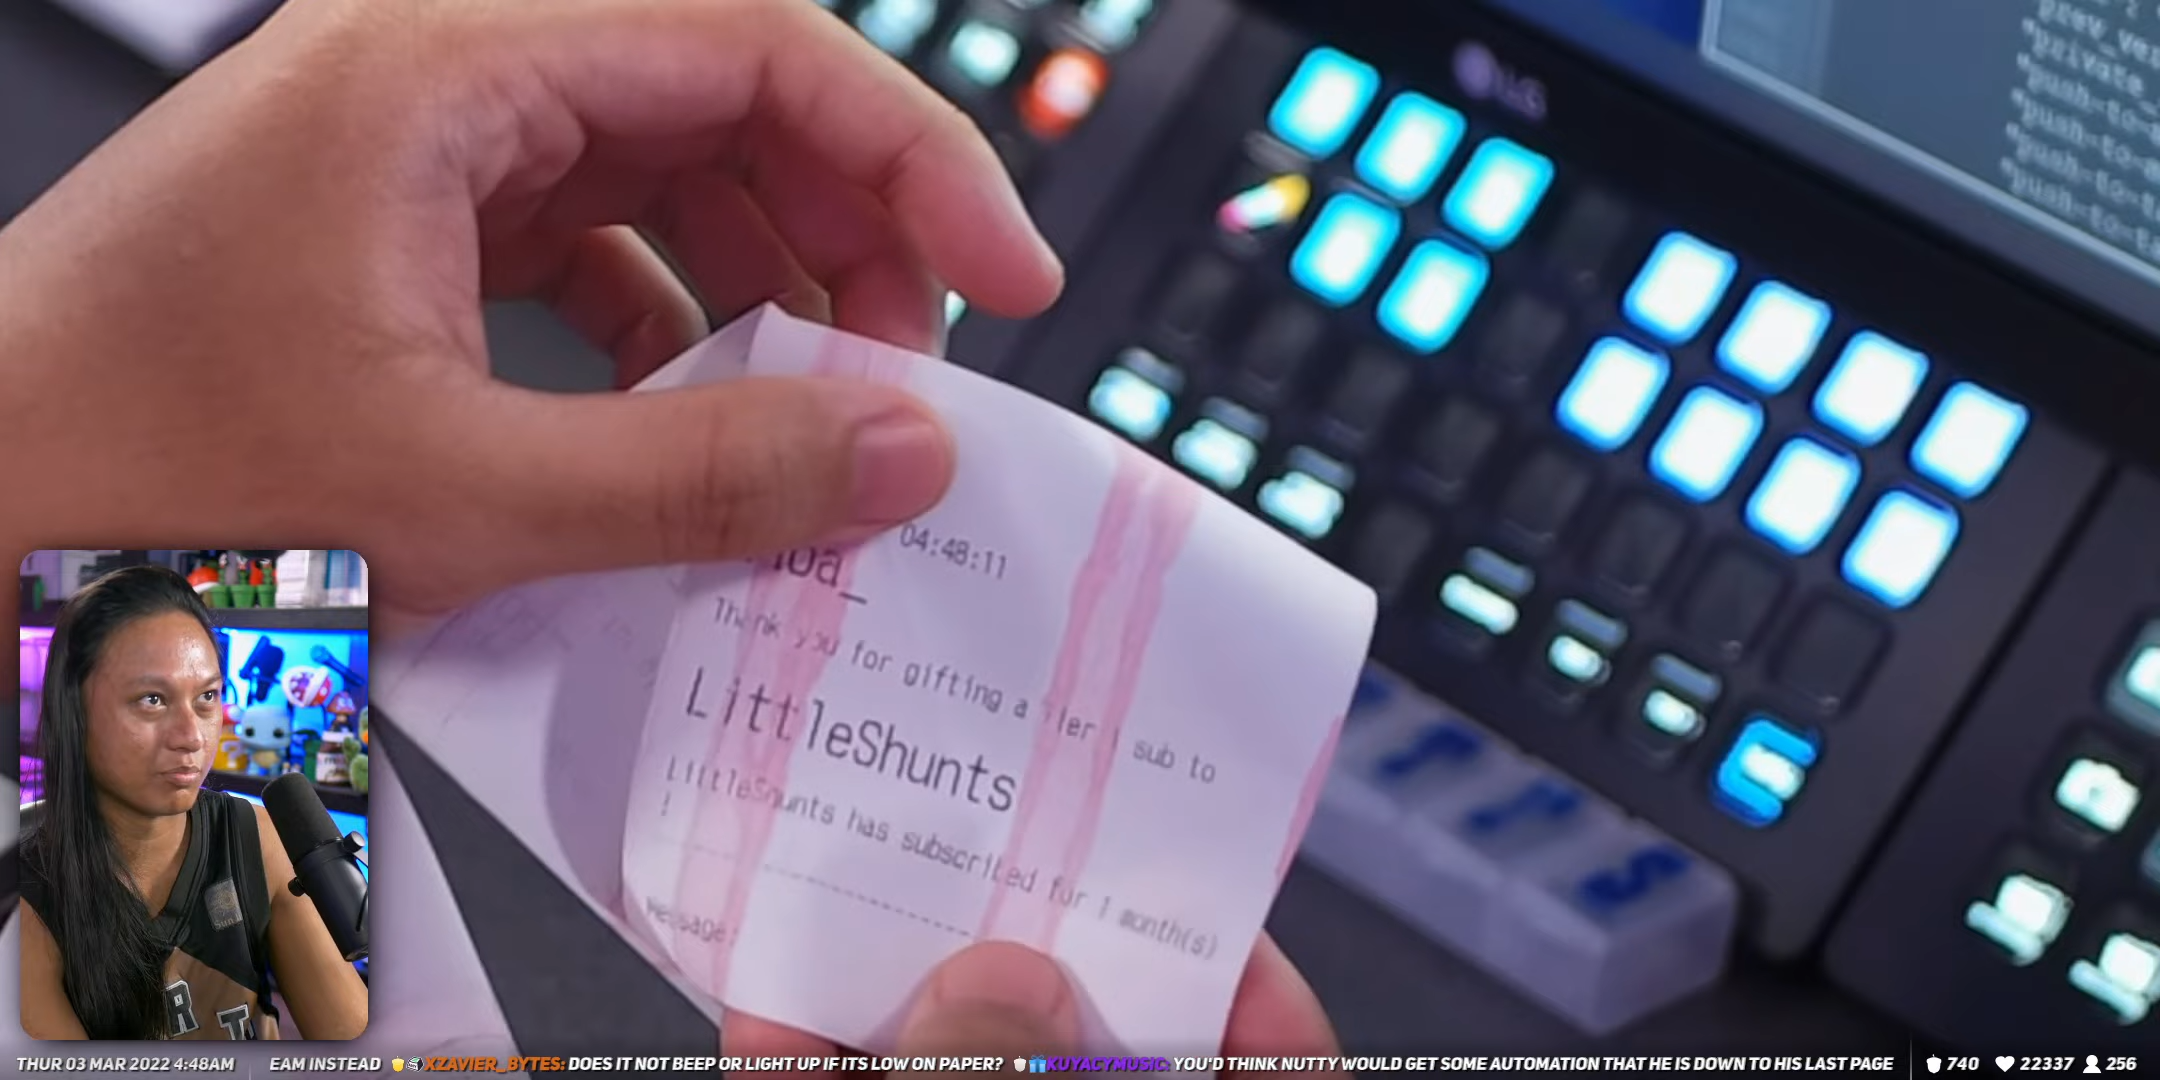 LG
04:48:11
Thank you for gifting a Tier 1 sub to
LittleShunts
LittleShunts has subscribed for 1 month(s)
!
Message:
THUR 03 MAR 2022 4:48AM
EAM INSTEAD XZAVIER_BYTES: DOES IT NOT BEEP OR LIGHT UP IF ITS LOW ON PAPER? KUYACYMUSIC: YOU'D THINK NUTTY WOULD GET SOME AUTOMATION THAT HE IS DOWN TO HIS LAST PAGE
740 22337 256